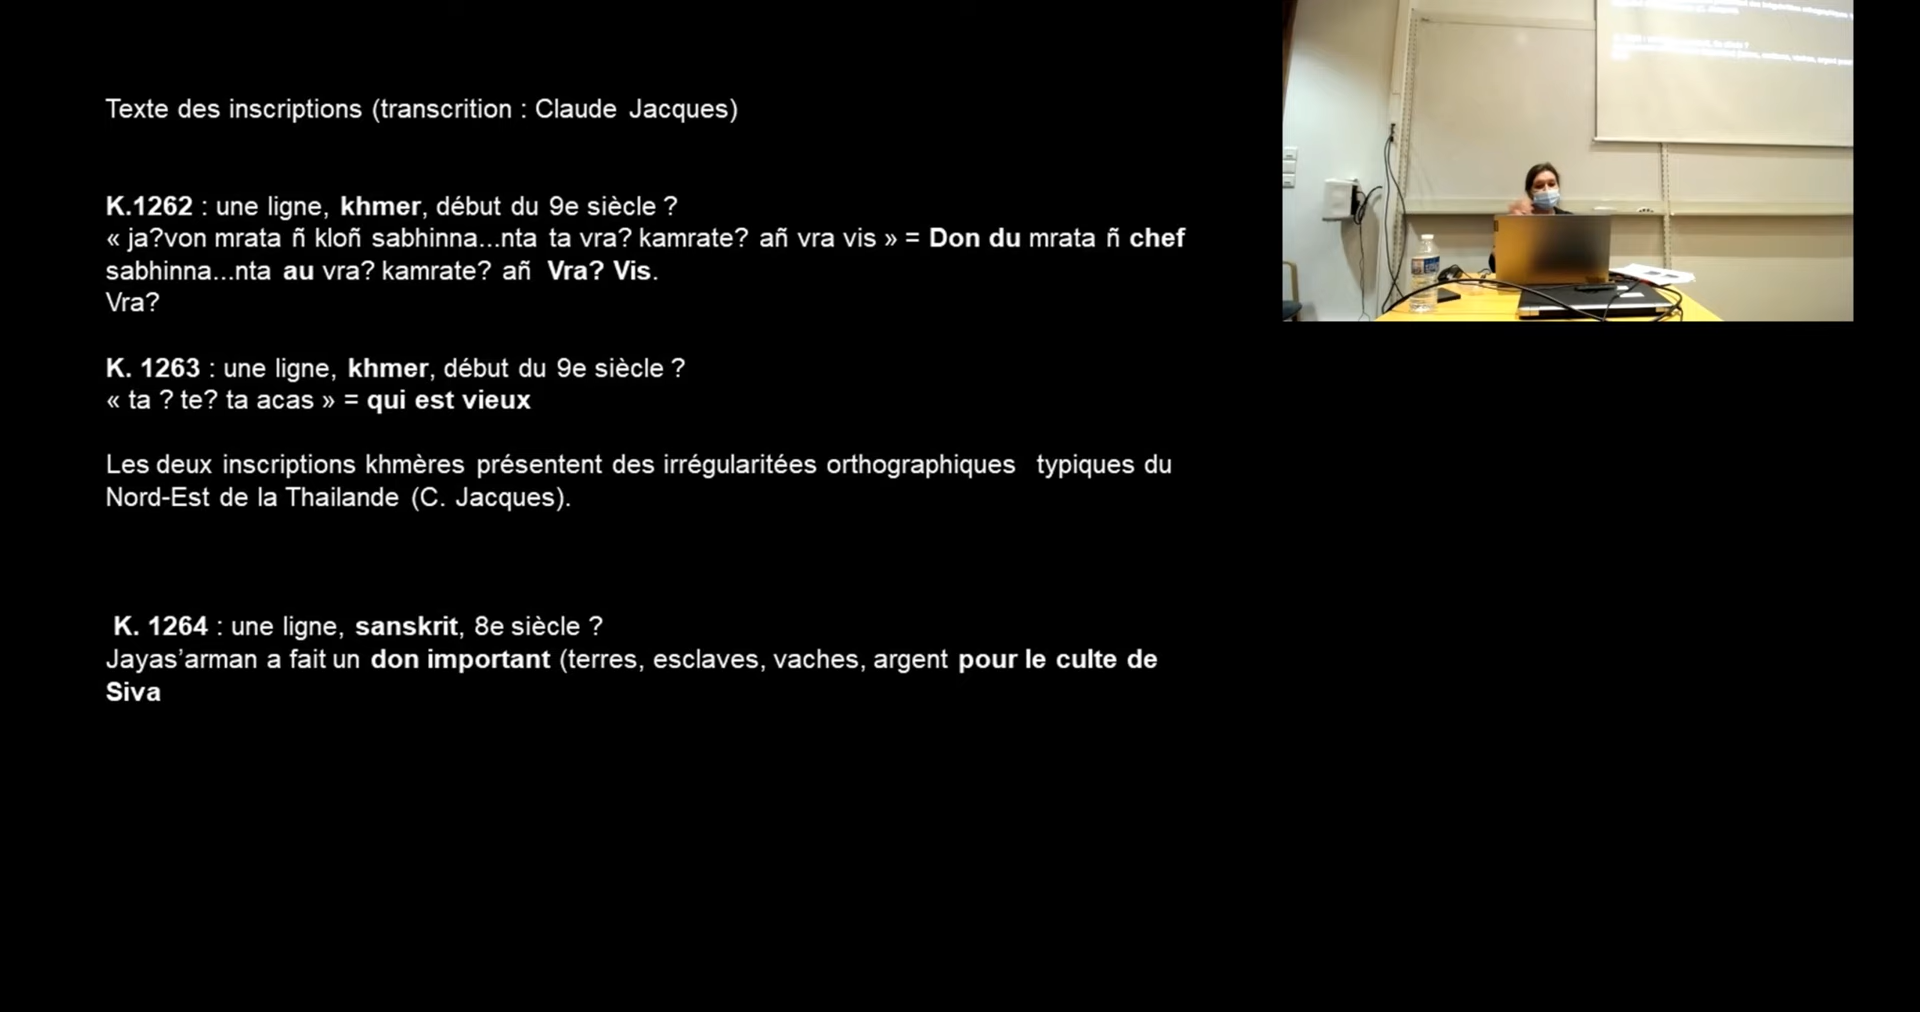 Texte des inscriptions (transcrition : Claude Jacques)
K.1262 : une ligne, khmer, début du 9e siècle ?
« ja?von mrata ñ kloñ sabhinna...nta ta vra? kamrate? añ vra vis » = Don du mrata ñ chef
sabhinna...nta au vra? kamrate? añ Vra? Vis.
Vra?
K. 1263 : une ligne, khmer, début du 9e siècle ?
« ta ? te? ta acas » = qui est vieux
Les deux inscriptions khmères présentent des irrégularitées orthographiques typiques du
Nord-Est de la Thailande (C. Jacques).
K. 1264 : une ligne, sanskrit, 8e siècle ?
Jayas’arman a fait un don important (terres, esclaves, vaches, argent pour le culte de
Siva